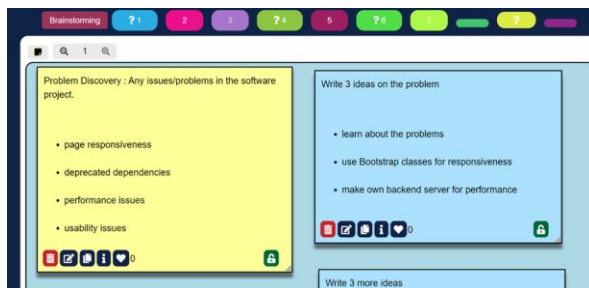 Brainstorming ? 1 2 3 ? 4 5 ? 6 7 ?
1
Problem Discovery : Any issues/problems in the software
project.
• page responsiveness
• deprecated dependencies
• performance issues
• usability issues
0
Write 3 ideas on the problem
• learn about the problems
• use Bootstrap classes for responsiveness
• make own backend server for performance
0
Write 3 more ideas